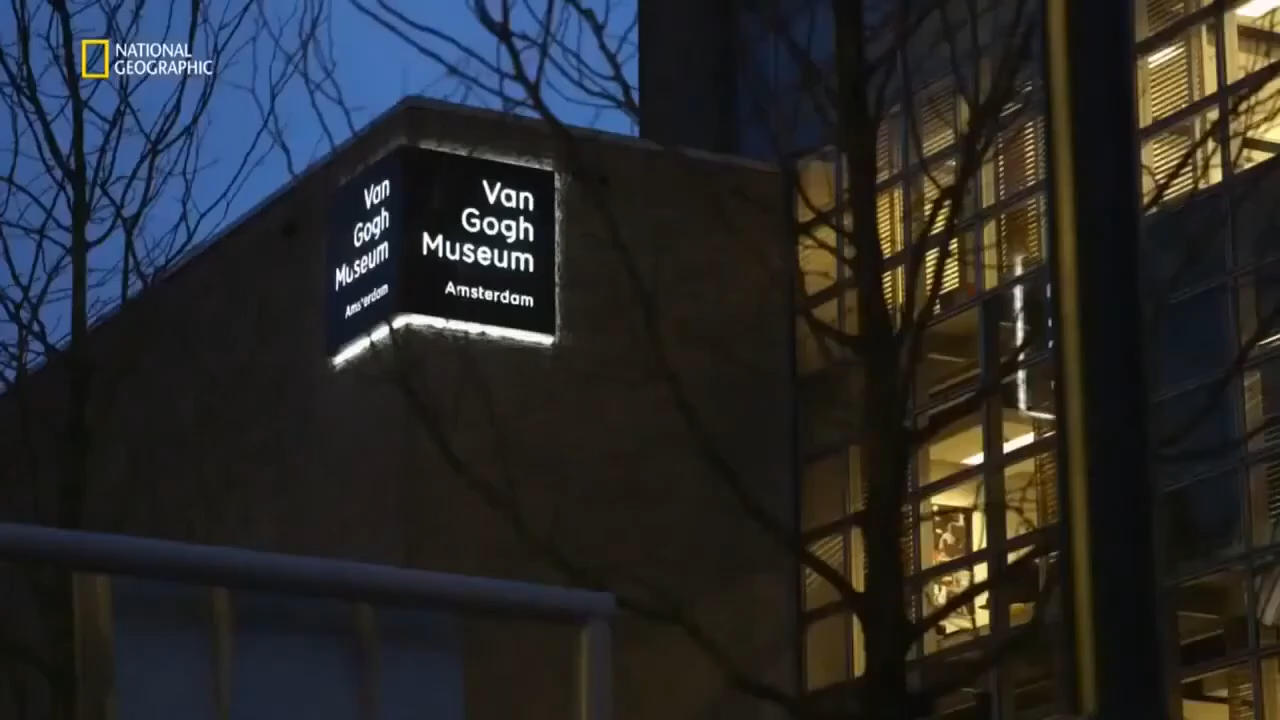 NATIONAL
GEOGRAPHIC
Van
Gogh
Museum
Amsterdam
Van
Gogh
Museum
Amsterdam